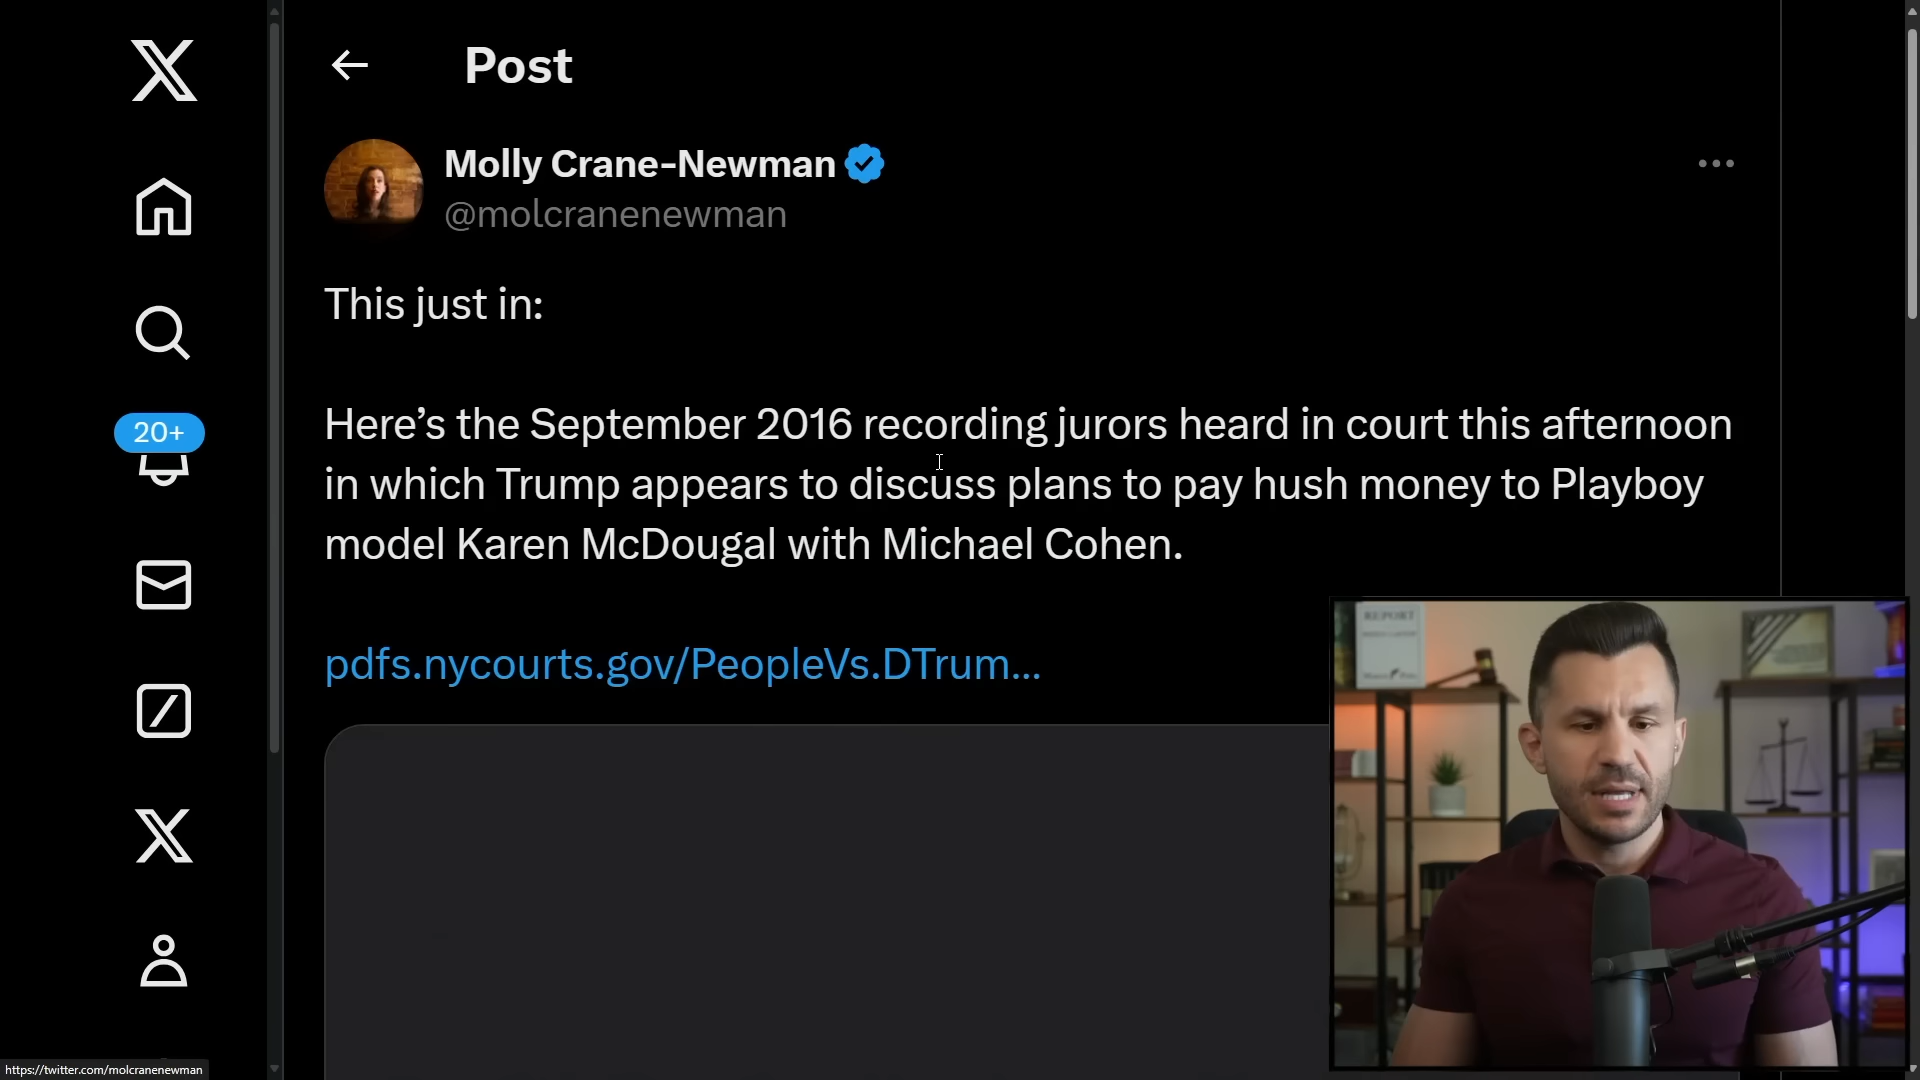 Post
Molly Crane-Newman
@molcranenewman
This just in:
Here’s the September 2016 recording jurors heard in court this afternoon
in which Trump appears to discuss plans to pay hush money to Playboy
model Karen McDougal with Michael Cohen.
pdfs.nycourts.gov/PeopleVs.DTrum…
20+
REPORT
https://twitter.com/molcranenewman